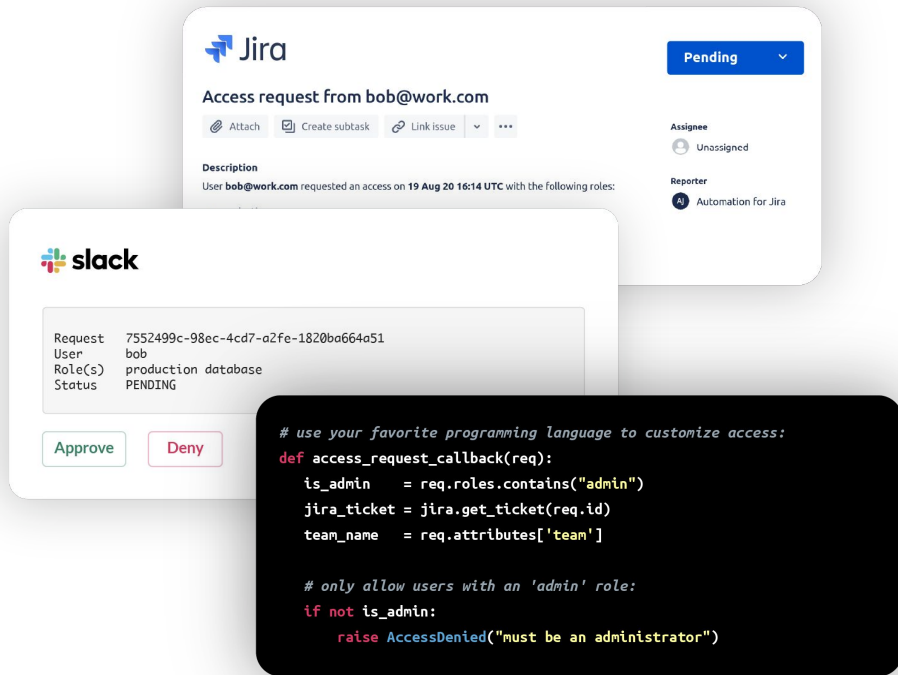 Jira
Pending
Access request from bob@work.com
Attach Create subtask Link issue
Assignee
Unassigned
Description
User bob@work.com requested an access on 19 Aug 20 16:14 UTC with the following roles:
Reporter
AJ Automation for Jira
slack
Request 7552499c-98ec-4cd7-a2fe-1820ba664a51
User bob
Role(s) production database
Status PENDING
Approve Deny
# use your favorite programming language to customize access:
def access_request_callback(req):
is_admin = req.roles.contains("admin")
jira_ticket = jira.get_ticket(req.id)
team_name = req.attributes['team']
# only allow users with an 'admin' role:
if not is_admin:
raise AccessDenied("must be an administrator")